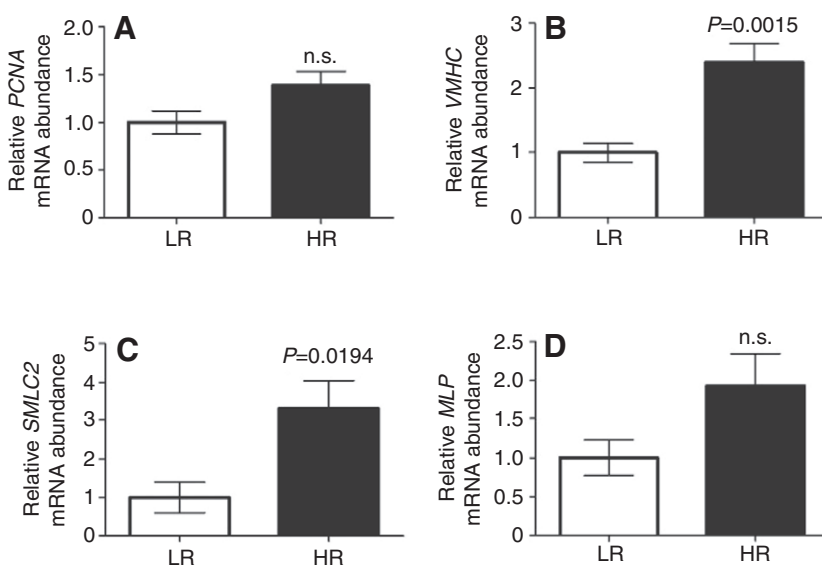 A
Relative PCNA
mRNA abundance
2.0
1.5
1.0
0.5
0
n.s.
LR
HR
B
Relative VMHC
mRNA abundance
3
2
1
0
P=0.0015
LR
HR
C
Relative SMLC2
mRNA abundance
5
4
3
2
1
0
P=0.0194
LR
HR
D
Relative MLP
mRNA abundance
2.5
2.0
1.5
1.0
0.5
0
n.s.
LR
HR